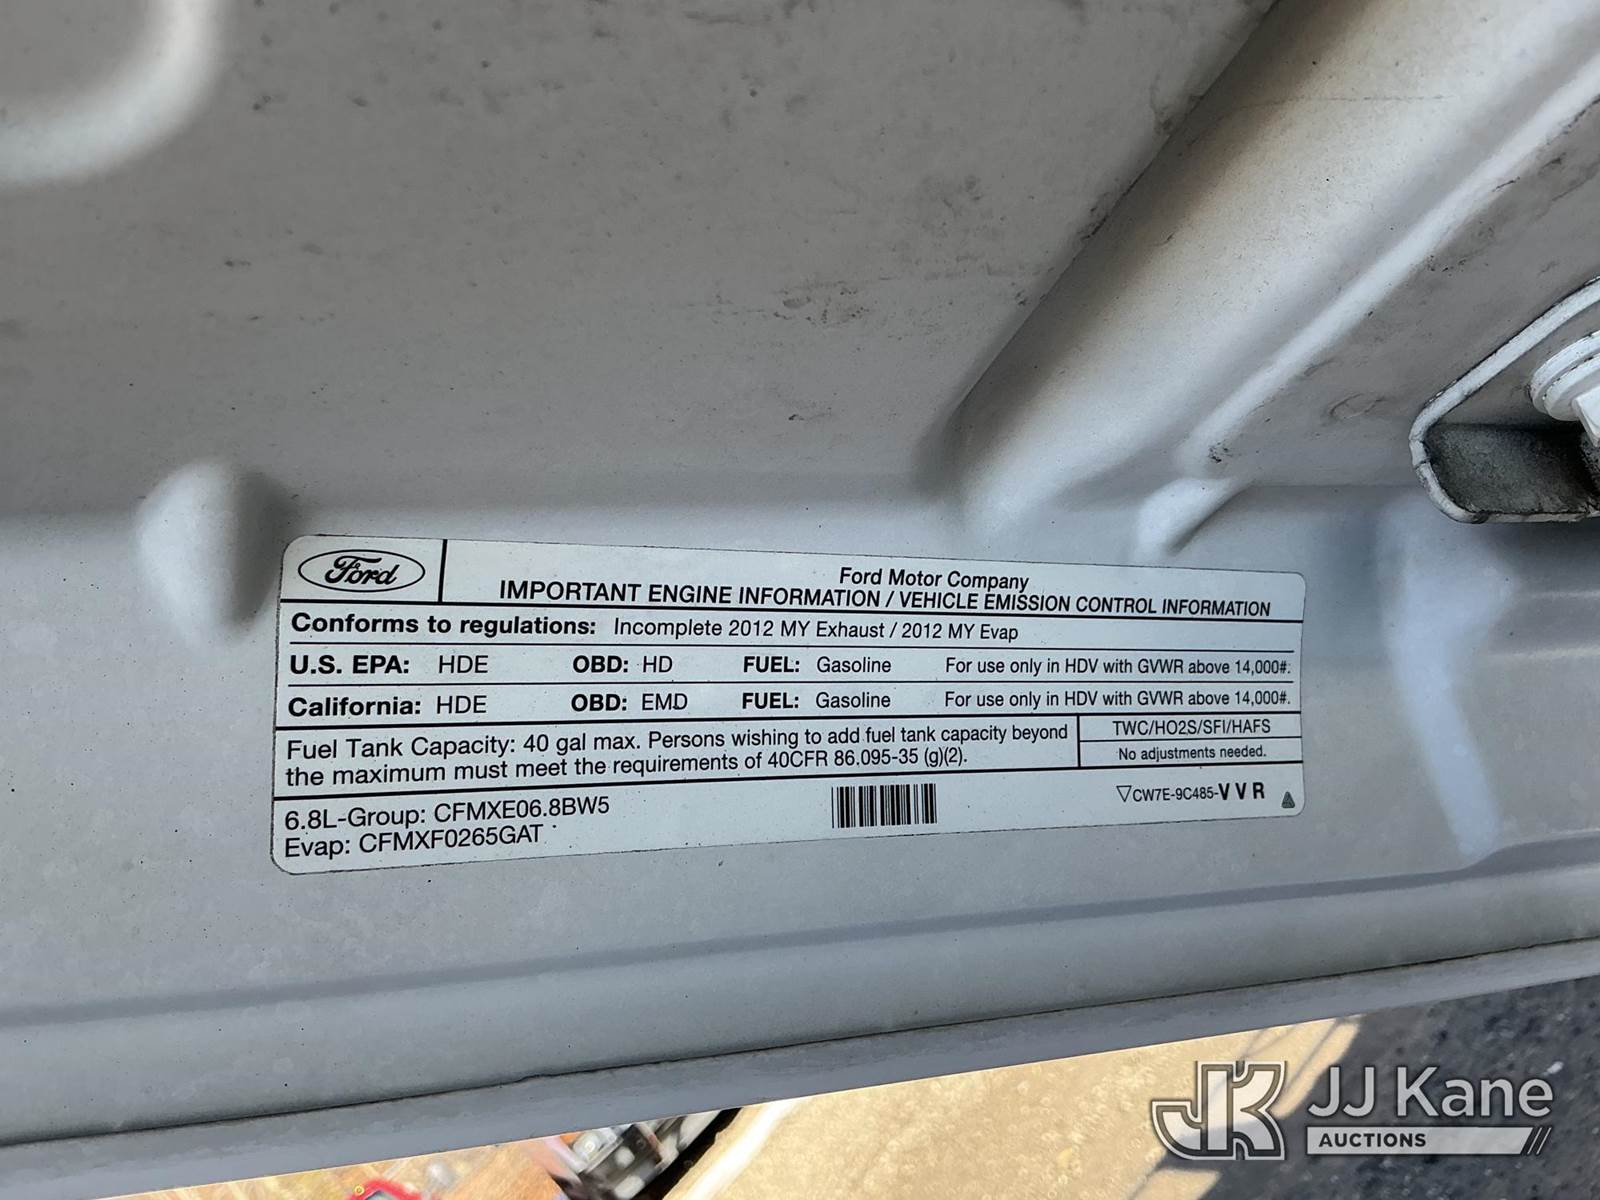 Ford
Ford Motor Company
IMPORTANT ENGINE INFORMATION / VEHICLE EMISSION CONTROL INFORMATION
Conforms to regulations: Incomplete 2012 MY Exhaust / 2012 MY Evap
U.S. EPA: HDE OBD: HD FUEL: Gasoline For use only in HDV with GVWR above 14,000#.
California: HDE OBD: EMD FUEL: Gasoline For use only in HDV with GVWR above 14,000#.
Fuel Tank Capacity: 40 gal max. Persons wishing to add fuel tank capacity beyond
the maximum must meet the requirements of 40CFR 86.095-35 (g)(2).
TWC/HO2S/SFI/HAFS
No adjustments needed.
6.8L-Group: CFMXE06.8BW5
Evap: CFMXF0265GAT
▽CW7E-9C485-V V R
JK JJ Kane
AUCTIONS